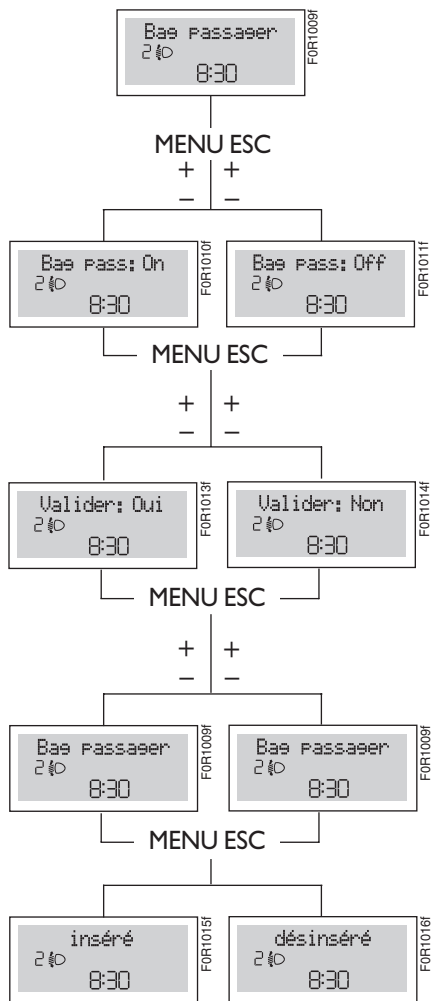 Bag passager
2
8:30
F0R1009f
MENU ESC
+ +
– –
Bag pass: On
2
8:30
F0R1010f
Bag pass: Off
2
8:30
F0R1011f
MENU ESC
+ +
– –
Valider: Oui
2
8:30
F0R1013f
Valider: Non
2
8:30
F0R1014f
MENU ESC
+ +
– –
Bag passager
2
8:30
F0R1009f
Bag passager
2
8:30
F0R1009f
MENU ESC
inséré
2
8:30
F0R1015f
désinséré
2
8:30
F0R1016f